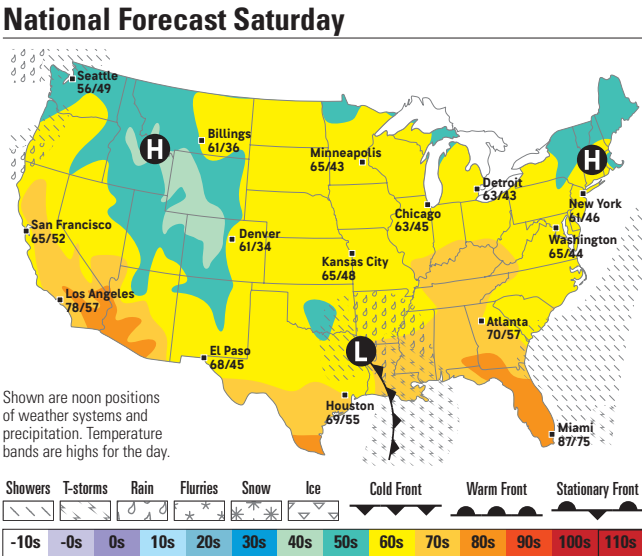 National Forecast Saturday
Seattle
56/49
Billings
61/36
H
Minneapolis
65/43
H
Detroit
63/43
New York
61/46
Chicago
63/45
San Francisco
65/52
Denver
61/34
Washington
65/44
Kansas City
65/48
Los Angeles
78/57
Atlanta
70/57
El Paso
68/45
L
Houston
69/55
Miami
87/75
Shown are noon positions
of weather systems and
precipitation. Temperature
bands are highs for the day.
Showers T-storms Rain Flurries Snow Ice Cold Front Warm Front Stationary Front
-10s -0s 0s 10s 20s 30s 40s 50s 60s 70s 80s 90s 100s 110s